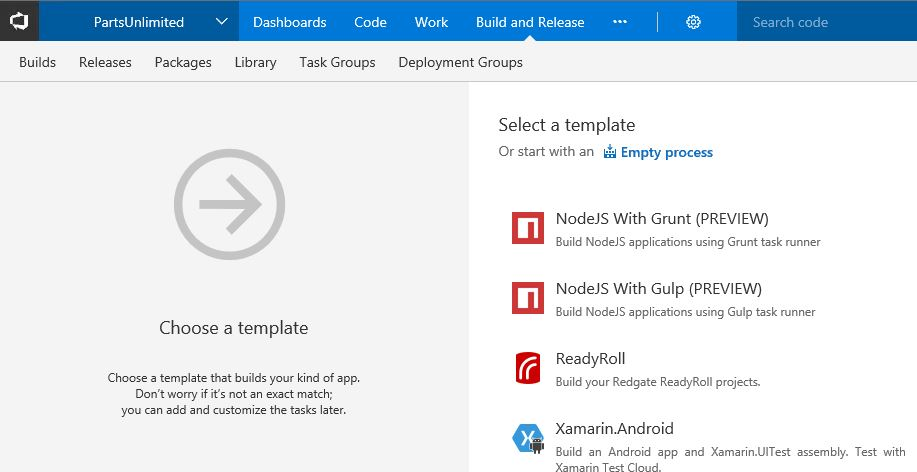 PartsUnlimited Dashboards Code Work Build and Release ... Search code
Builds Releases Packages Library Task Groups Deployment Groups
Choose a template
Choose a template that builds your kind of app.
Don't worry if it's not an exact match;
you can add and customize the tasks later.
Select a template
Or start with an Empty process
NodeJS With Grunt (PREVIEW)
Build NodeJS applications using Grunt task runner
NodeJS With Gulp (PREVIEW)
Build NodeJS applications using Gulp task runner
ReadyRoll
Build your Redgate ReadyRoll projects.
Xamarin.Android
Build an Android app and Xamarin.UITest assembly. Test with
Xamarin Test Cloud.